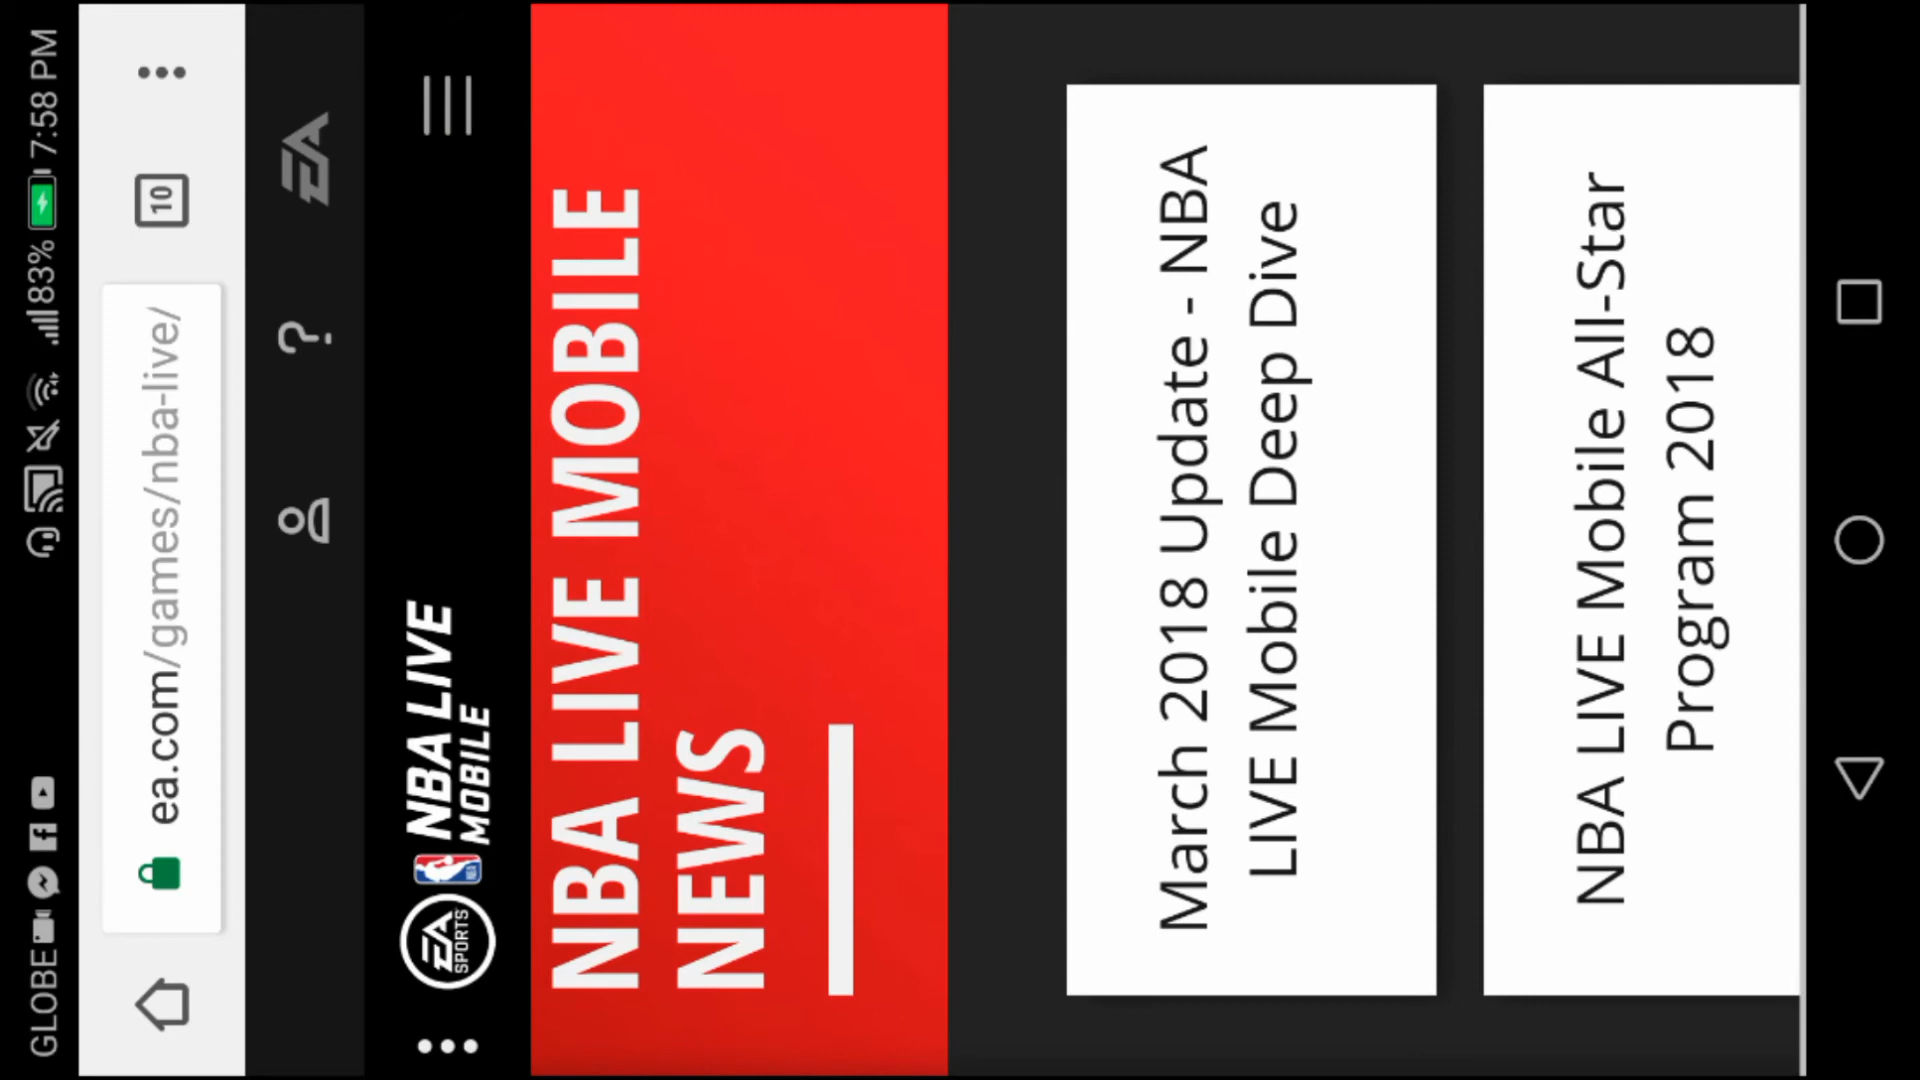 GLOBE 83% 7:58 PM
ea.com/games/nba-live/
10
EA
EA
SPORTS
NBA LIVE
MOBILE
NBA LIVE MOBILE
NEWS
March 2018 Update - NBA
LIVE Mobile Deep Dive
NBA LIVE Mobile All-Star
Program 2018